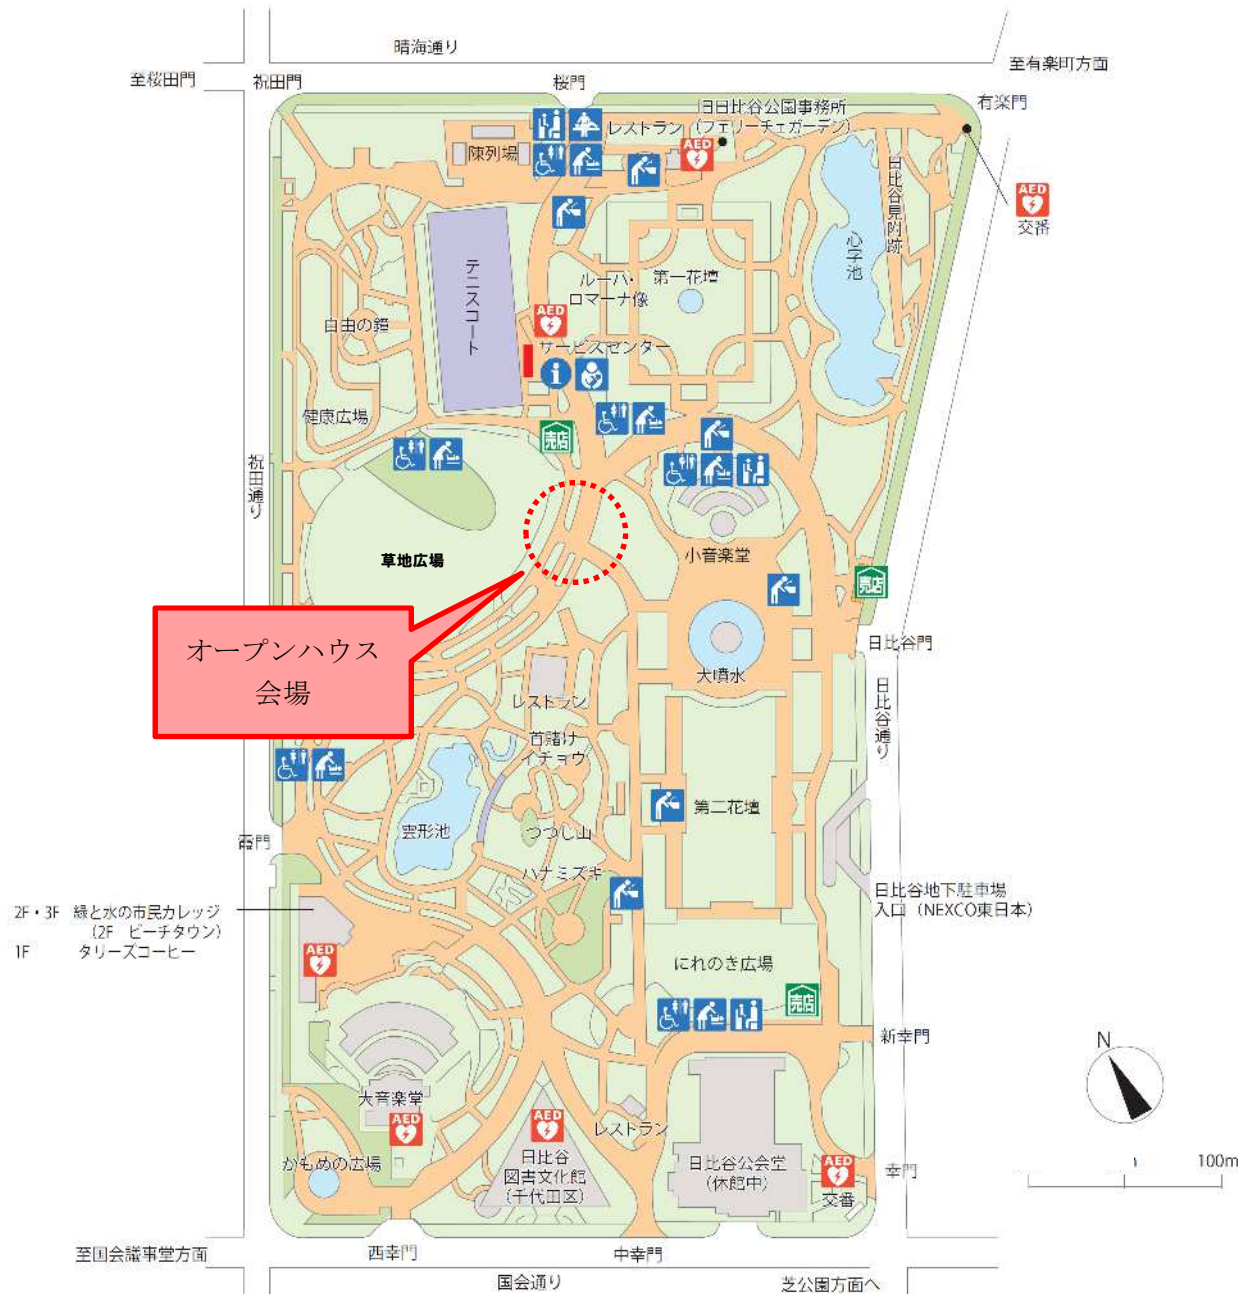 晴海通り
至桜田門
祝田門
桜門
至有楽町方面
有楽門
旧日比谷公園事務所
(フェリーチェガーデン)
レストラン
陳列場
AED
AED
交番
日比谷見附跡
心字池
テニスコート
ルーパ・
ロマーナ像
第一花壇
自由の鐘
AED
サービスセンター
i
健康広場
売店
祝田通り
草地広場
小音楽堂
売店
オープンハウス
会場
日比谷門
大噴水
日比谷通り
レストラン
首賭け
イチョウ
雲形池
つつじ山
第二花壇
霞門
ハナミズキ
日比谷地下駐車場
入口(NEXCO東日本)
2F・3F 緑と水の市民カレッジ
(2F ビーチタウン)
1F タリーズコーヒー
AED
にれのき広場
売店
新幸門
N
大音楽堂
AED
AED
レストラン
かもめの広場
日比谷
図書文化館
(千代田区)
日比谷公会堂
(休館中)
AED
交番
幸門
100m
至国会議事堂方面
西幸門
中幸門
国会通り
芝公園方面へ